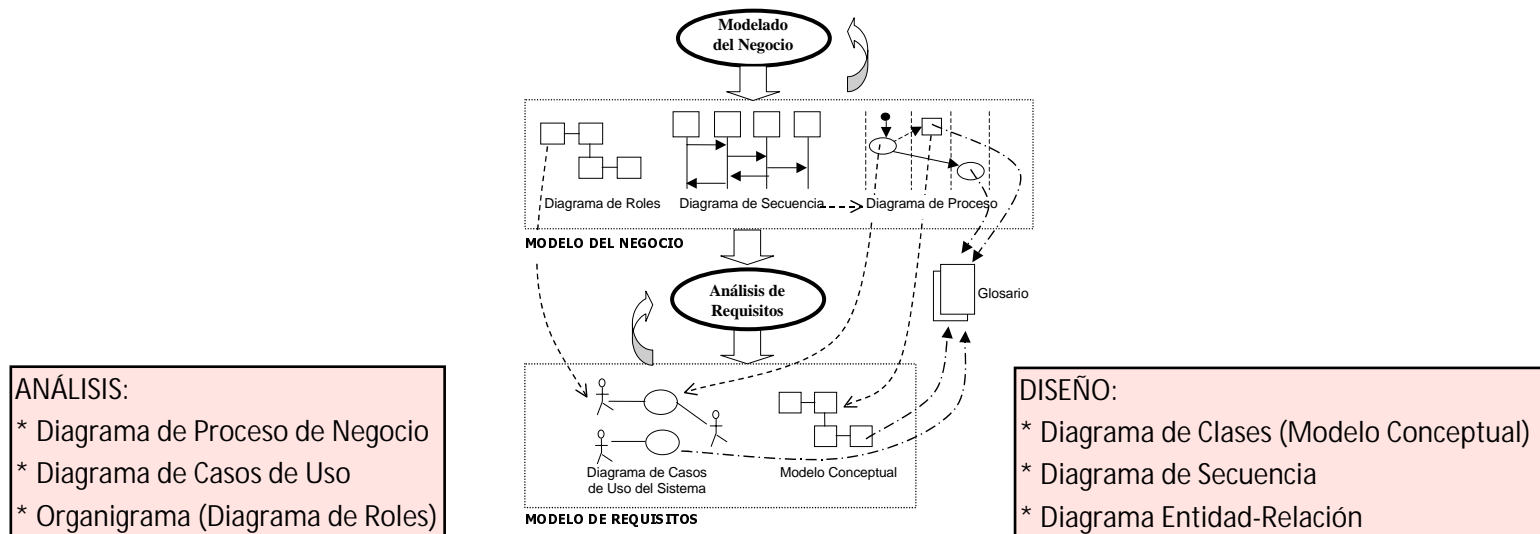 Modelado
del Negocio
Diagrama de Roles
Diagrama de Secuencia
Diagrama de Proceso
MODELO DEL NEGOCIO
Análisis de
Requisitos
Glosario
Diagrama de Casos
de Uso del Sistema
Modelo Conceptual
MODELO DE REQUISITOS
ANÁLISIS:
* Diagrama de Proceso de Negocio
* Diagrama de Casos de Uso
* Organigrama (Diagrama de Roles)
DISEÑO:
* Diagrama de Clases (Modelo Conceptual)
* Diagrama de Secuencia
* Diagrama Entidad-Relación